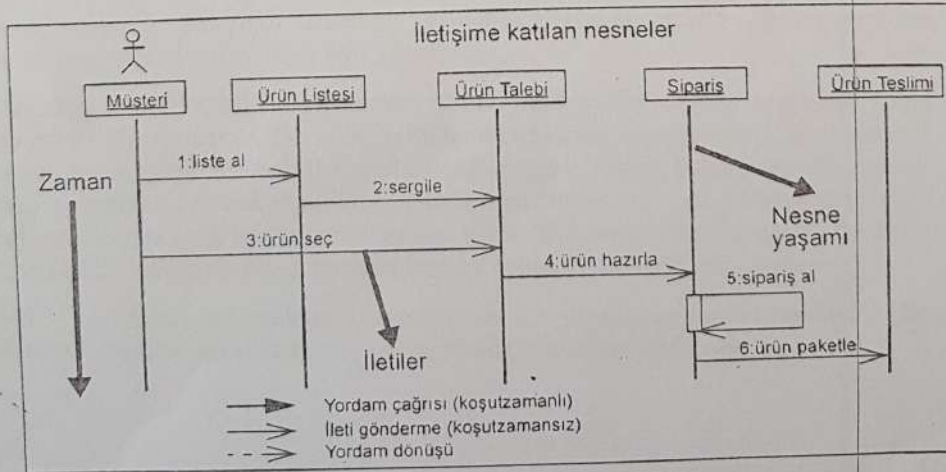 İletişime katılan nesneler
Müşteri
Ürün Listesi
Ürün Talebi
Sipariş
Ürün Teslimi
Zaman
1:liste al
2:sergile
3:ürün seç
4:ürün hazırla
Nesne
yaşamı
5:sipariş al
6:ürün paketle
İletiler
Yordam çağrısı (koşutzamanlı)
İleti gönderme (koşutzamansız)
Yordam dönüşü